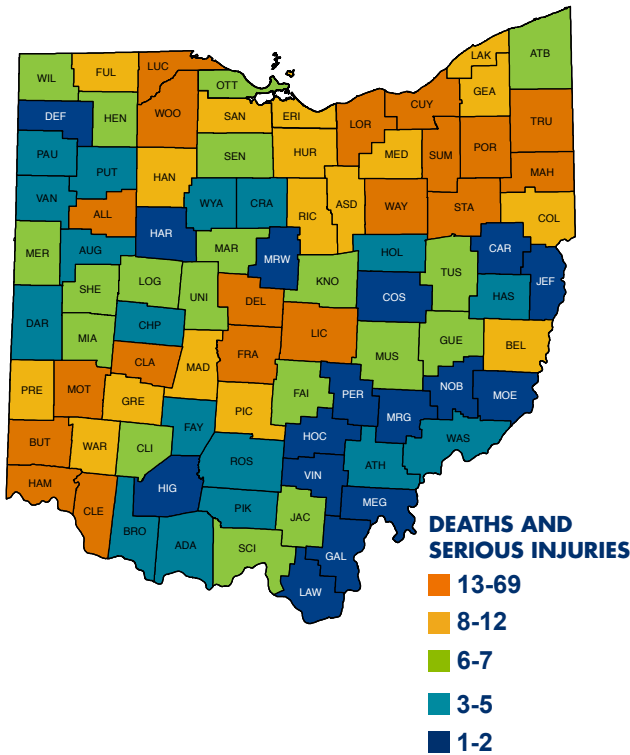 LAK
ATB
LUC
WIL
FUL
OTT
GEA
CUY
DEF
HEN
WOO
SAN
ERI
LOR
TRU
PAU
PUT
SEN
HUR
MED
SUM
POR
MAH
HAN
VAN
WYA
CRA
RIC
ASD
WAY
STA
ALL
COL
HAR
MER
AUG
MAR
MRW
HOL
CAR
TUS
SHE
LOG
UNI
KNO
COS
HAS
JEF
DEL
DAR
CHP
LIC
MIA
GUE
BEL
FRA
MUS
CLA
MAD
PRE
MOT
GRE
FAI
PER
NOB
MOE
PIC
MRG
FAY
BUT
WAR
CLI
HOC
WAS
ROS
ATH
HAM
HIG
VIN
CLE
PIK
MEG
JAC
BRO
ADA
SCI
GAL
LAW
DEATHS AND
SERIOUS INJURIES
13-69
8-12
6-7
3-5
1-2